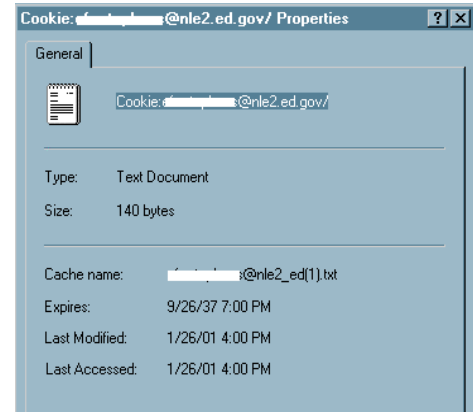 Cookie: @nle2.ed.gov/ Properties
General
Cookie: @nle2.ed.gov/
Type: Text Document
Size: 140 bytes
Cache name: @nle2_ed(1).txt
Expires: 9/26/37 7:00 PM
Last Modified: 1/26/01 4:00 PM
Last Accessed: 1/26/01 4:00 PM